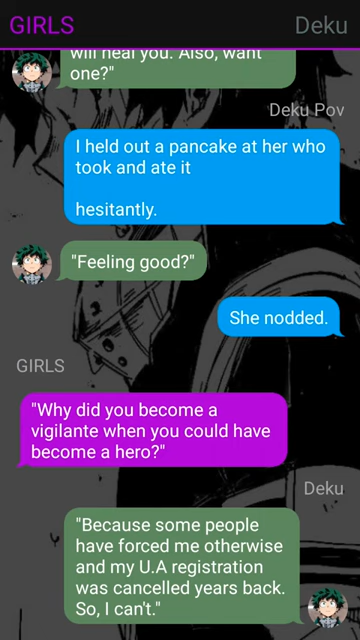 GIRLS
Deku
will heal you. Also, want
one?"
Deku Pov
I held out a pancake at her who
took and ate it
hesitantly.
"Feeling good?"
She nodded.
GIRLS
"Why did you become a
vigilante when you could have
become a hero?"
Deku
"Because some people
have forced me otherwise
and my U.A registration
was cancelled years back.
So, I can't."